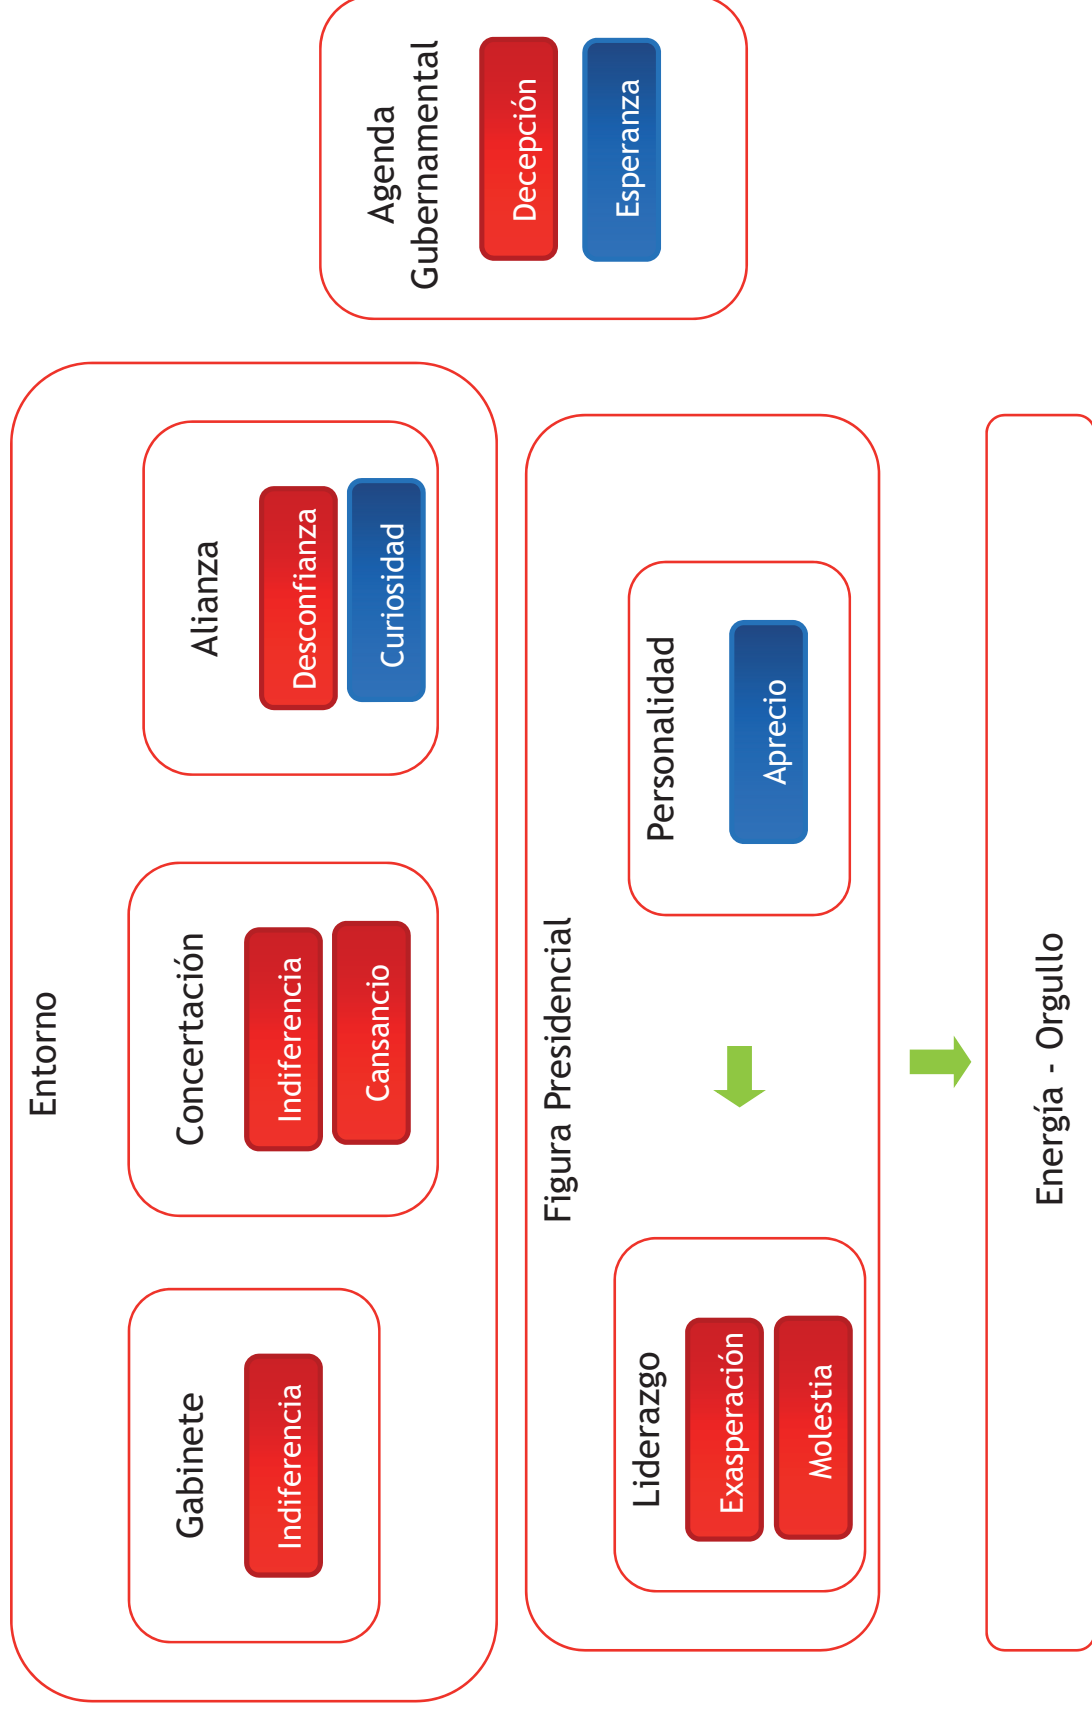 Entorno
Gabinete
Indiferencia
Concertación
Indiferencia
Cansancio
Alianza
Desconfianza
Curiosidad
Agenda
Gubernamental
Decepción
Esperanza
Figura Presidencial
Liderazgo
Exasperación
Molestia
Personalidad
Aprecio
Energía - Orgullo